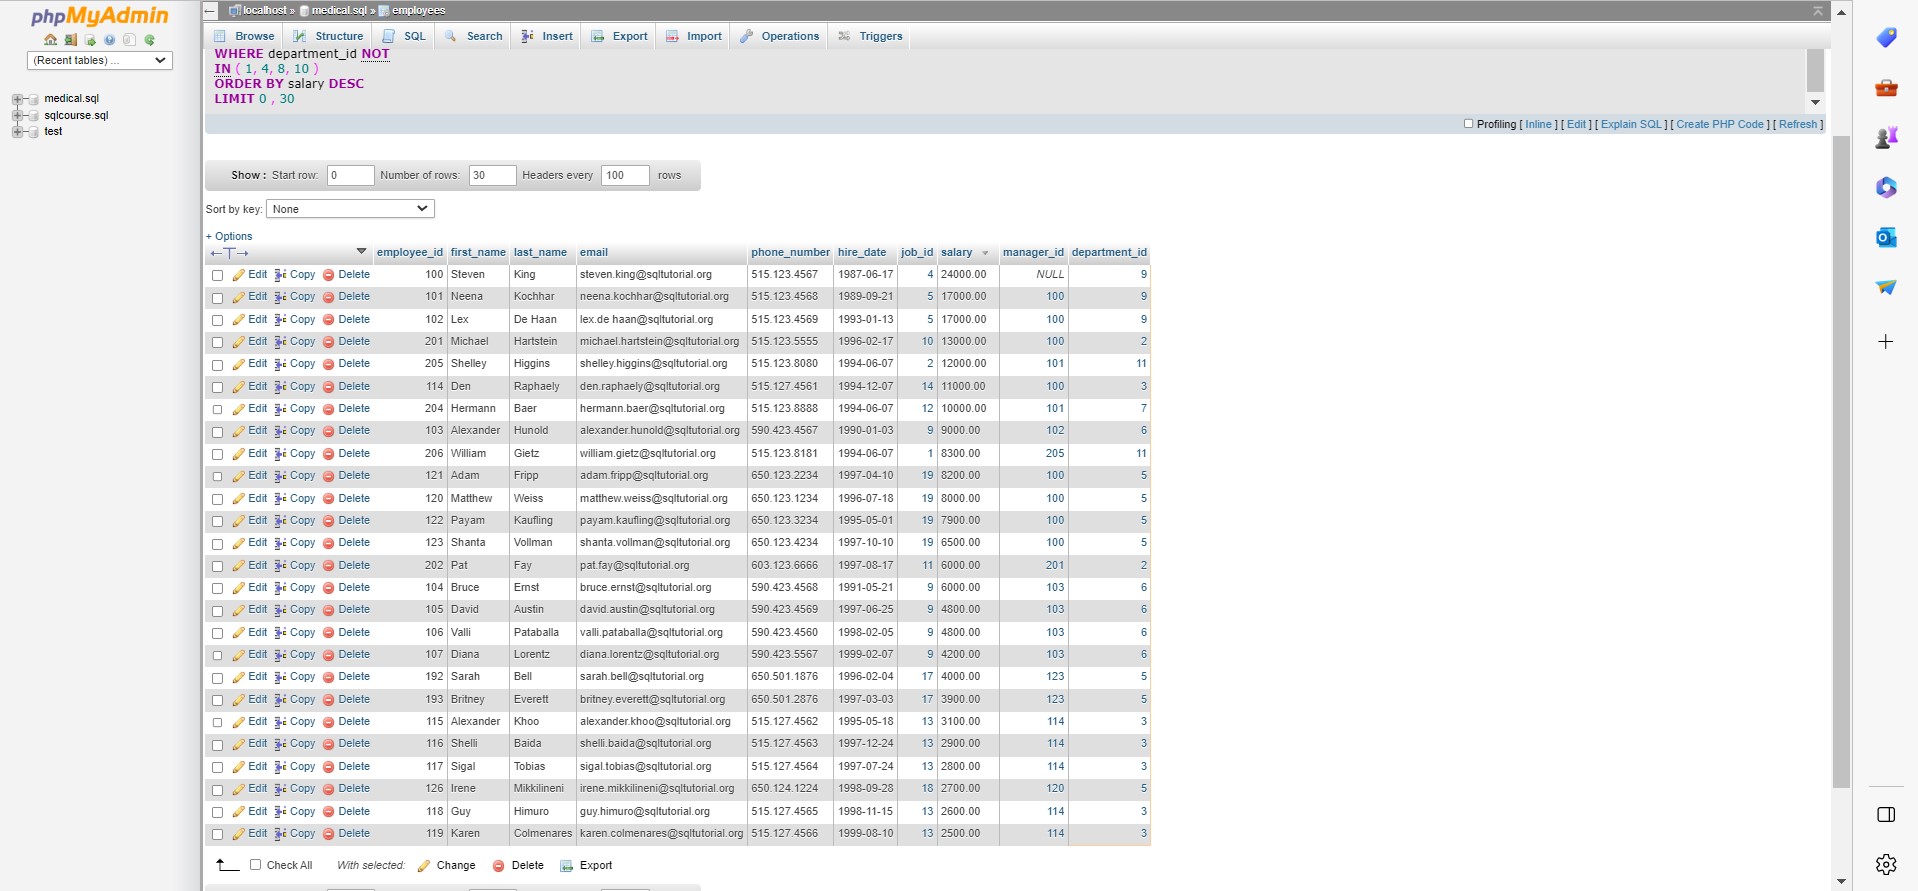 phpMyAdmin
(Recent tables) ...
medical.sql
sqlcourse.sql
test
localhost » medical.sql » employees
Browse Structure SQL Search Insert Export Import Operations Triggers
WHERE department_id NOT
IN ( 1, 4, 8, 10 )
ORDER BY salary DESC
LIMIT 0 , 30
Profiling [ Inline ] [ Edit ] [ Explain SQL ] [ Create PHP Code ] [ Refresh ]
Show : Start row: 0 Number of rows: 30 Headers every 100 rows
Sort by key: None
+ Options
employee_id first_name last_name email phone_number hire_date job_id salary manager_id department_id
Edit Copy Delete 100 Steven King steven.king@sqltutorial.org 515.123.4567 1987-06-17 4 24000.00 NULL 9
Edit Copy Delete 101 Neena Kochhar neena.kochhar@sqltutorial.org 515.123.4568 1989-09-21 5 17000.00 100 9
Edit Copy Delete 102 Lex De Haan lex.de haan@sqltutorial.org 515.123.4569 1993-01-13 5 17000.00 100 9
Edit Copy Delete 201 Michael Hartstein michael.hartstein@sqltutorial.org 515.123.5555 1996-02-17 10 13000.00 100 2
Edit Copy Delete 205 Shelley Higgins shelley.higgins@sqltutorial.org 515.123.8080 1994-06-07 2 12000.00 101 11
Edit Copy Delete 114 Den Raphaely den.raphaely@sqltutorial.org 515.127.4561 1994-12-07 14 11000.00 100 3
Edit Copy Delete 204 Hermann Baer hermann.baer@sqltutorial.org 515.123.8888 1994-06-07 12 10000.00 101 7
Edit Copy Delete 103 Alexander Hunold alexander.hunold@sqltutorial.org 590.423.4567 1990-01-03 9 9000.00 102 6
Edit Copy Delete 206 William Gietz william.gietz@sqltutorial.org 515.123.8181 1994-06-07 1 8300.00 205 11
Edit Copy Delete 121 Adam Fripp adam.fripp@sqltutorial.org 650.123.2234 1997-04-10 19 8200.00 100 5
Edit Copy Delete 120 Matthew Weiss matthew.weiss@sqltutorial.org 650.123.1234 1996-07-18 19 8000.00 100 5
Edit Copy Delete 122 Payam Kaufling payam.kaufling@sqltutorial.org 650.123.3234 1995-05-01 19 7900.00 100 5
Edit Copy Delete 123 Shanta Vollman shanta.vollman@sqltutorial.org 650.123.4234 1997-10-10 19 6500.00 100 5
Edit Copy Delete 202 Pat Fay pat.fay@sqltutorial.org 603.123.6666 1997-08-17 11 6000.00 201 2
Edit Copy Delete 104 Bruce Ernst bruce.ernst@sqltutorial.org 590.423.4568 1991-05-21 9 6000.00 103 6
Edit Copy Delete 105 David Austin david.austin@sqltutorial.org 590.423.4569 1997-06-25 9 4800.00 103 6
Edit Copy Delete 106 Valli Pataballa valli.pataballa@sqltutorial.org 590.423.4560 1998-02-05 9 4800.00 103 6
Edit Copy Delete 107 Diana Lorentz diana.lorentz@sqltutorial.org 590.423.5567 1999-02-07 9 4200.00 103 6
Edit Copy Delete 192 Sarah Bell sarah.bell@sqltutorial.org 650.501.1876 1996-02-04 17 4000.00 123 5
Edit Copy Delete 193 Britney Everett britney.everett@sqltutorial.org 650.501.2876 1997-03-03 17 3900.00 123 5
Edit Copy Delete 115 Alexander Khoo alexander.khoo@sqltutorial.org 515.127.4562 1995-05-18 13 3100.00 114 3
Edit Copy Delete 116 Shelli Baida shelli.baida@sqltutorial.org 515.127.4563 1997-12-24 13 2900.00 114 3
Edit Copy Delete 117 Sigal Tobias sigal.tobias@sqltutorial.org 515.127.4564 1997-07-24 13 2800.00 114 3
Edit Copy Delete 126 Irene Mikkilineni irene.mikkilineni@sqltutorial.org 650.124.1224 1998-09-28 18 2700.00 120 5
Edit Copy Delete 118 Guy Himuro guy.himuro@sqltutorial.org 515.127.4565 1998-11-15 13 2600.00 114 3
Edit Copy Delete 119 Karen Colmenares karen.colmenares@sqltutorial.org 515.127.4566 1999-08-10 13 2500.00 114 3
Check All With selected: Change Delete Export